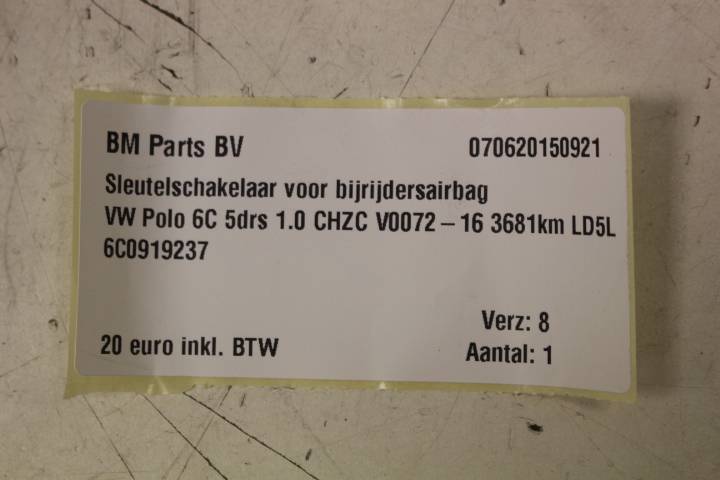 BM Parts BV 070620150921
Sleutelschakelaar voor bijrijdersairbag
VW Polo 6C 5drs 1.0 CHZC V0072 – 16 3681km LD5L
6C0919237
Verz: 8
20 euro inkl. BTW Aantal: 1